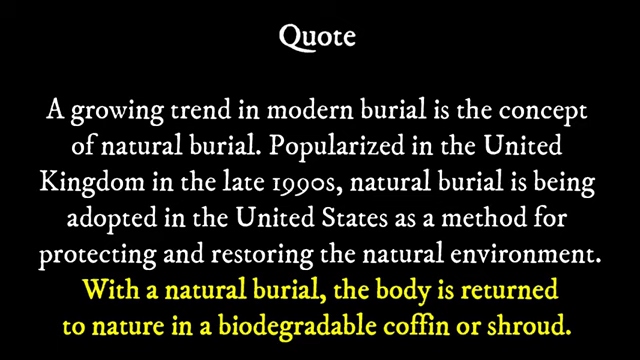 Quote
A growing trend in modern burial is the concept
of natural burial. Popularized in the United
Kingdom in the late 1990s, natural burial is being
adopted in the United States as a method for
protecting and restoring the natural environment.
With a natural burial, the body is returned
to nature in a biodegradable coffin or shroud.